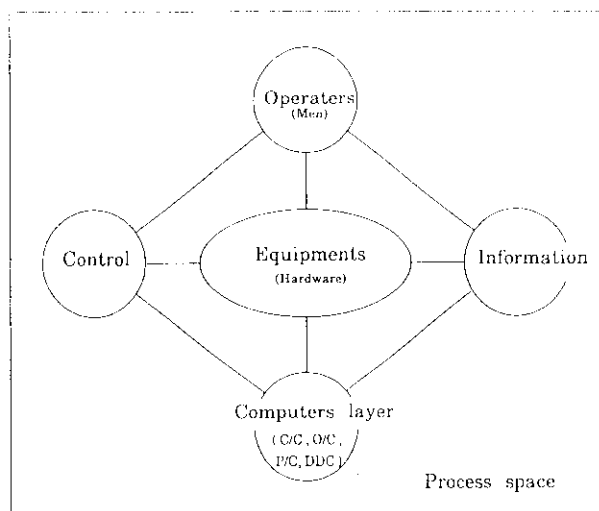 Operaters
(Men)
Control
Equipments
(Hardware)
Information
Computers layer
( C/C , O/C ,
P/C, DDC )
Process space